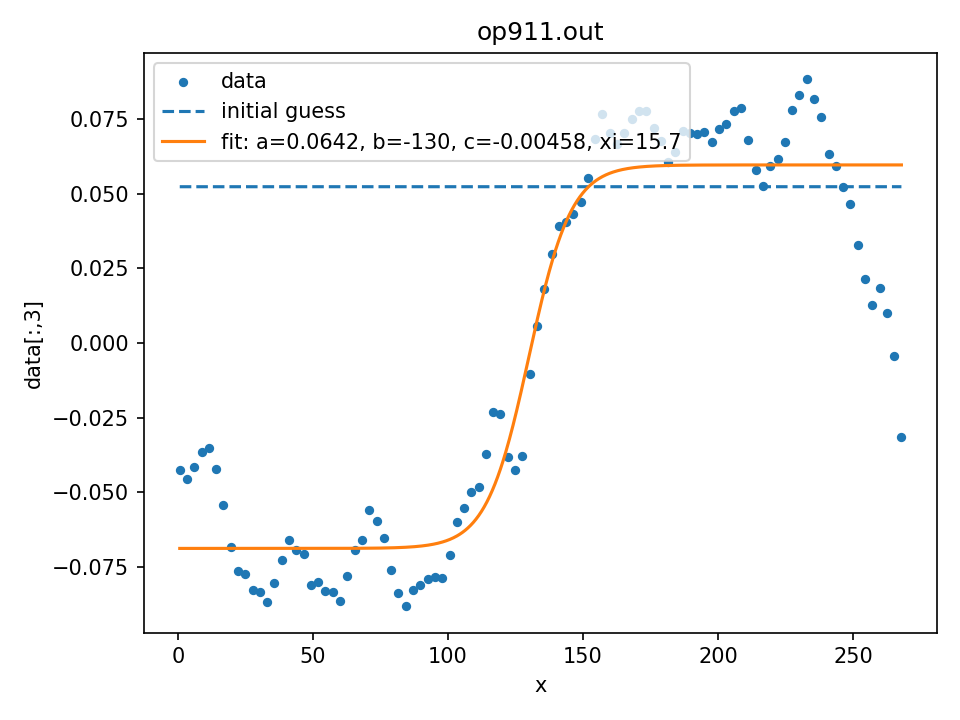 op911.out
data
initial guess
fit: a=0.0642, b=-130, c=-0.00458, xi=15.7
data[:,3]
0.075
0.050
0.025
0.000
−0.025
−0.050
−0.075
0 50 100 150 200 250
x